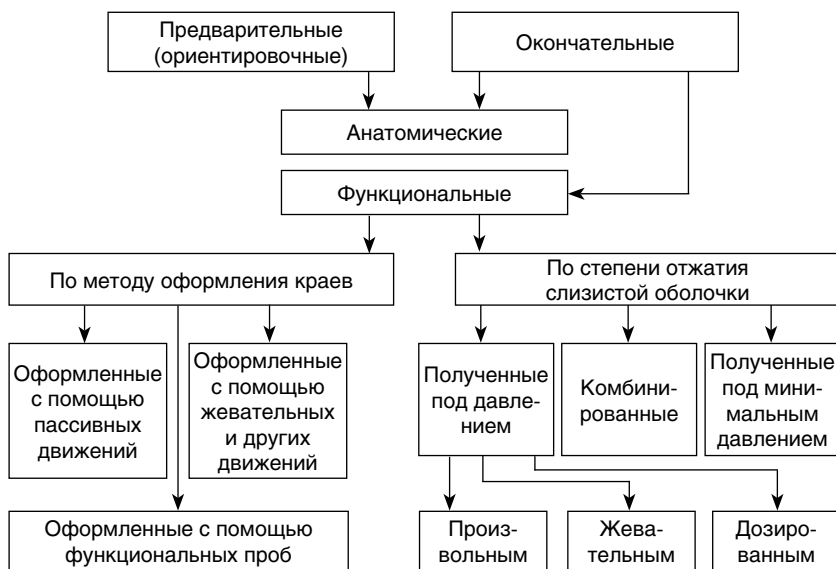 Предварительные
(ориентировочные)
Окончательные
Анатомические
Функциональные
По методу оформления краев
По степени отжатия
слизистой оболочки
Оформленные
с помощью
пассивных
движений
Оформленные
с помощью
жевательных
и других
движений
Полученные
под давле-
нием
Комбини-
рованные
Полученные
под мини-
мальным
давлением
Оформленные с помощью
функциональных проб
Произ-
вольным
Жева-
тельным
Дозиро-
ванным